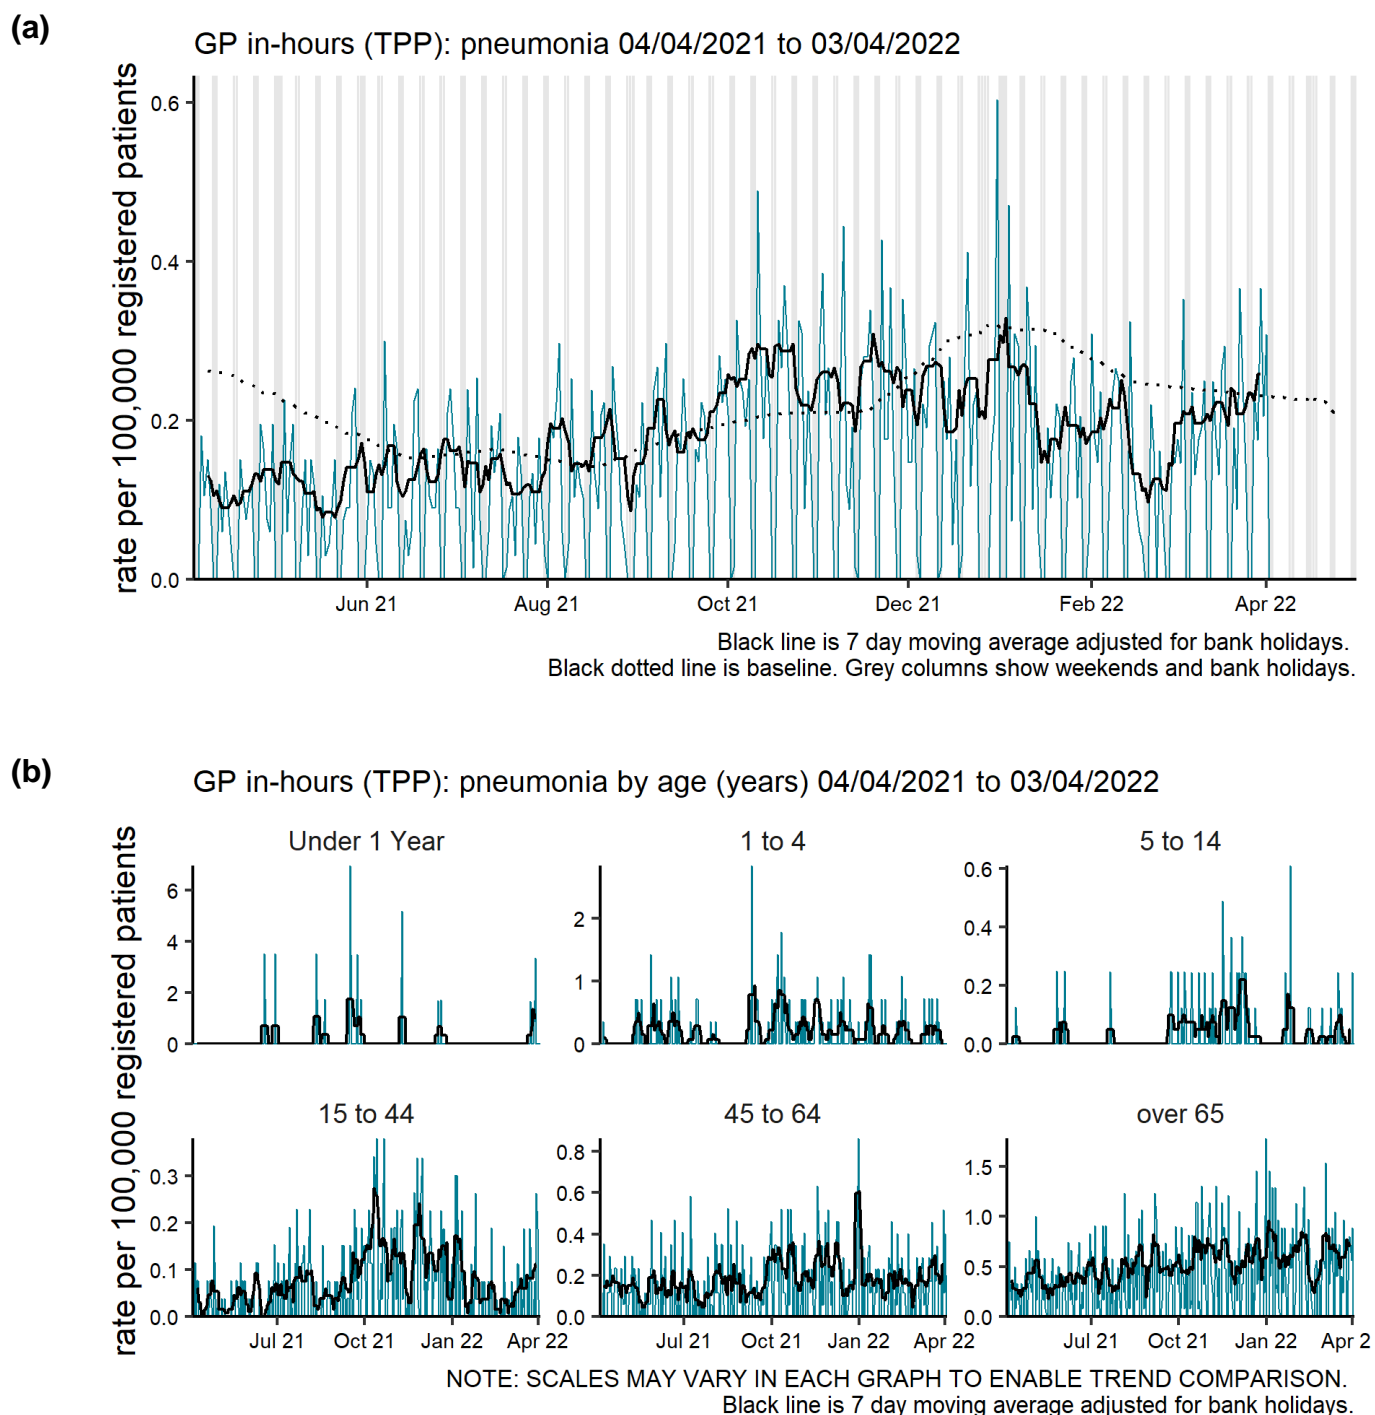 (a)
GP in-hours (TPP): pneumonia 04/04/2021 to 03/04/2022
rate per 100,000 registered patients
0.6
0.4
0.2
0.0
Jun 21 Aug 21 Oct 21 Dec 21 Feb 22 Apr 22
Black line is 7 day moving average adjusted for bank holidays.
Black dotted line is baseline. Grey columns show weekends and bank holidays.
(b)
GP in-hours (TPP): pneumonia by age (years) 04/04/2021 to 03/04/2022
rate per 100,000 registered patients
Under 1 Year
6
4
2
0
1 to 4
2
1
0
5 to 14
0.6
0.4
0.2
0.0
15 to 44
0.3
0.2
0.1
0.0
Jul 21 Oct 21 Jan 22 Apr 22
45 to 64
0.8
0.6
0.4
0.2
0.0
Jul 21 Oct 21 Jan 22 Apr 22
over 65
1.5
1.0
0.5
0.0
Jul 21 Oct 21 Jan 22 Apr 2
NOTE: SCALES MAY VARY IN EACH GRAPH TO ENABLE TREND COMPARISON.
Black line is 7 day moving average adjusted for bank holidays.